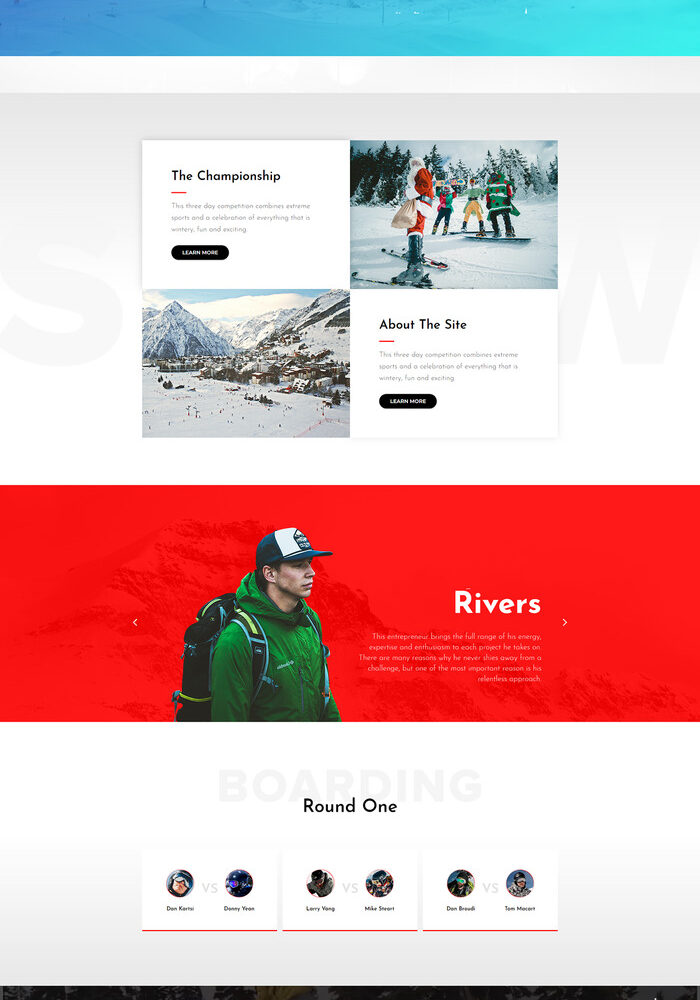 The Championship
This three day competition combines extreme
sports and a celebration of everything that is
wintery, fun and exciting.
LEARN MORE
About The Site
This three day competition combines extreme
sports and a celebration of everything that is
wintery, fun and exciting.
LEARN MORE
Rivers
This entrepreneur brings the full range of his energy,
expertise and enthusiasm to each project he takes on.
There are many reasons why he never shies away from a
challenge, but one of the most important reason is his
relentless approach.
BOARDING
Round One
VS
VS
VS
Dan Kartsi
Donny Yean
Larry Vang
Mike Steart
Dan Braudi
Tom Macart